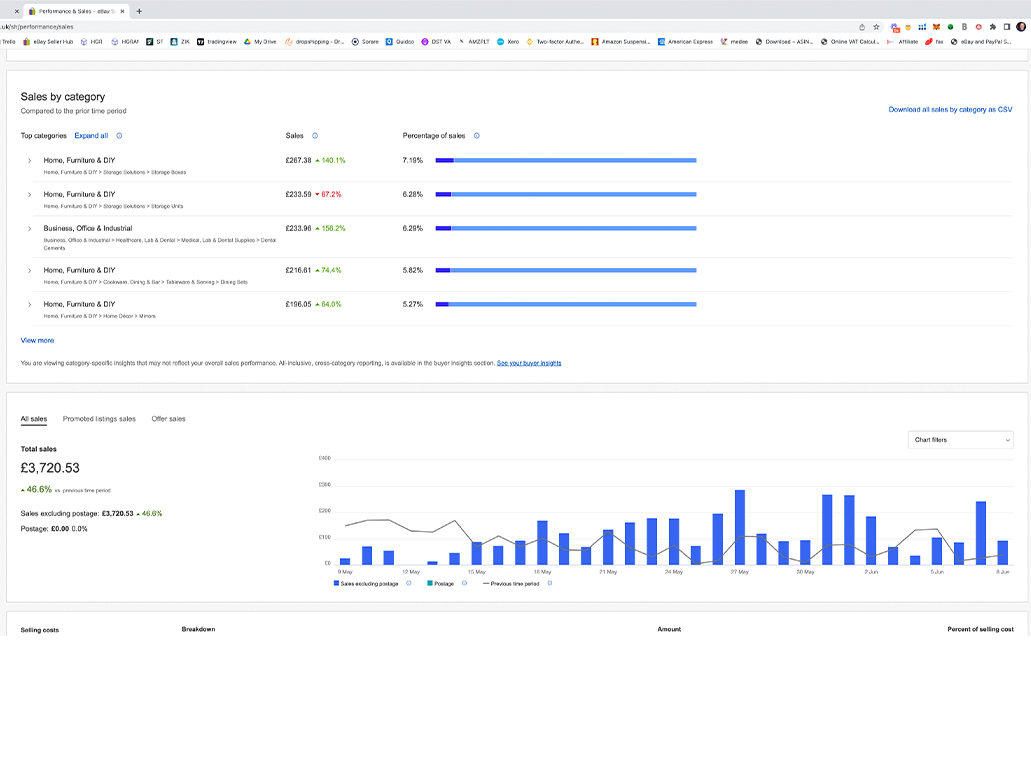 Performance & Sales – eBay S
.uk/sh/performance/sales
Trello eBay Seller Hub HGR HGRAY SF ZIK tradingview My Drive dropshipping - Dr... Sorare Quidco DST VA AMZFLT Xero Two-factor Authe... Amazon Suspensi... American Express medee Download – ASIN... Online VAT Calcul... Affiliate fax eBay and PayPal S...
Sales by category
Compared to the prior time period
Download all sales by category as CSV
Top categories Expand all Sales Percentage of sales
Home, Furniture & DIY £267.38 140.1% 7.19%
Home, Furniture & DIY > Storage Solutions > Storage Boxes
Home, Furniture & DIY £233.59 67.2% 6.28%
Home, Furniture & DIY > Storage Solutions > Storage Units
Business, Office & Industrial £233.96 156.2% 6.29%
Business, Office & Industrial > Healthcare, Lab & Dental > Medical, Lab & Dental Supplies > Dental
Cements
Home, Furniture & DIY £216.61 74.4% 5.82%
Home, Furniture & DIY > Cookware, Dining & Bar > Tableware & Serving > Dining Sets
Home, Furniture & DIY £196.05 64.0% 5.27%
Home, Furniture & DIY > Home Décor > Mirrors
View more
You are viewing category-specific insights that may not reflect your overall sales performance. All-inclusive, cross-category reporting, is available in the buyer insights section. See your buyer insights
All sales Promoted listings sales Offer sales
Chart filters
Total sales
£3,720.53
46.6% vs. previous time period
Sales excluding postage: £3,720.53 46.6%
Postage: £0.00 0.0%
£400
£300
£200
£100
£0
9 May 12 May 15 May 18 May 21 May 24 May 27 May 30 May 2 Jun 5 Jun 8 Jun
Sales excluding postage Postage Previous time period
Selling costs Breakdown Amount Percent of selling cost